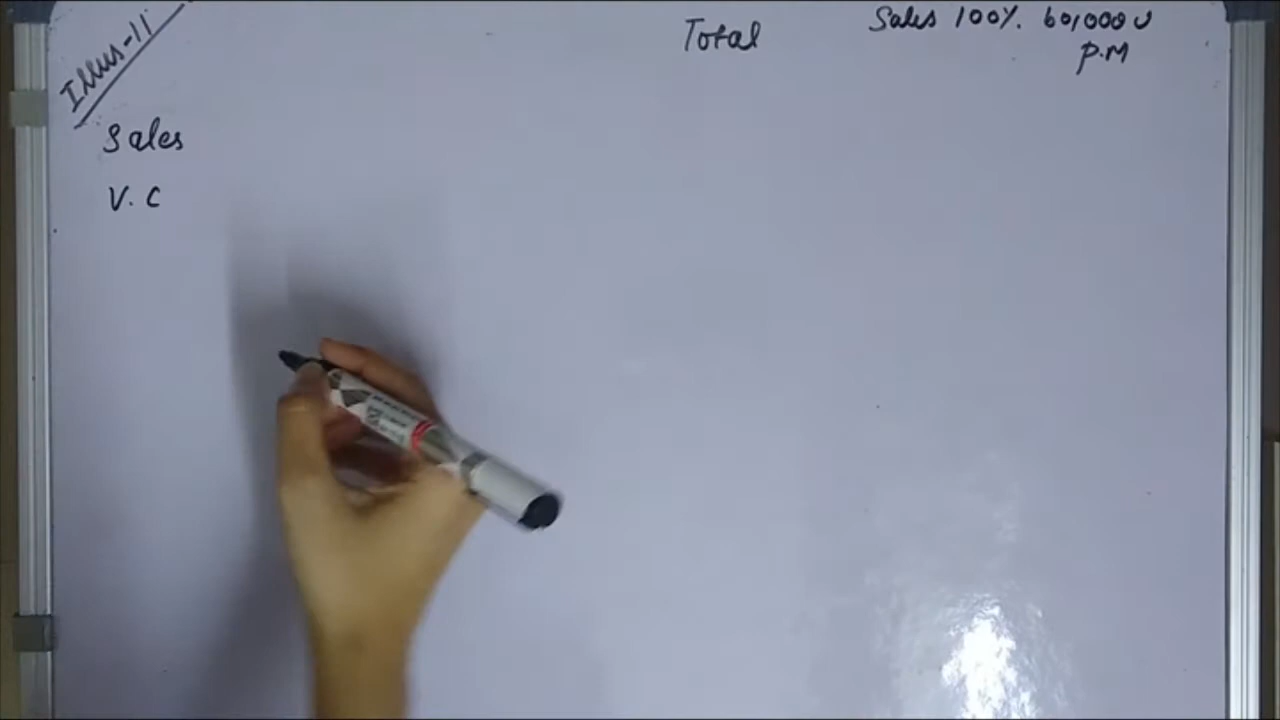 Illus-11
Total
Sales 100%. 60,000 U
P.M
Sales
V. C